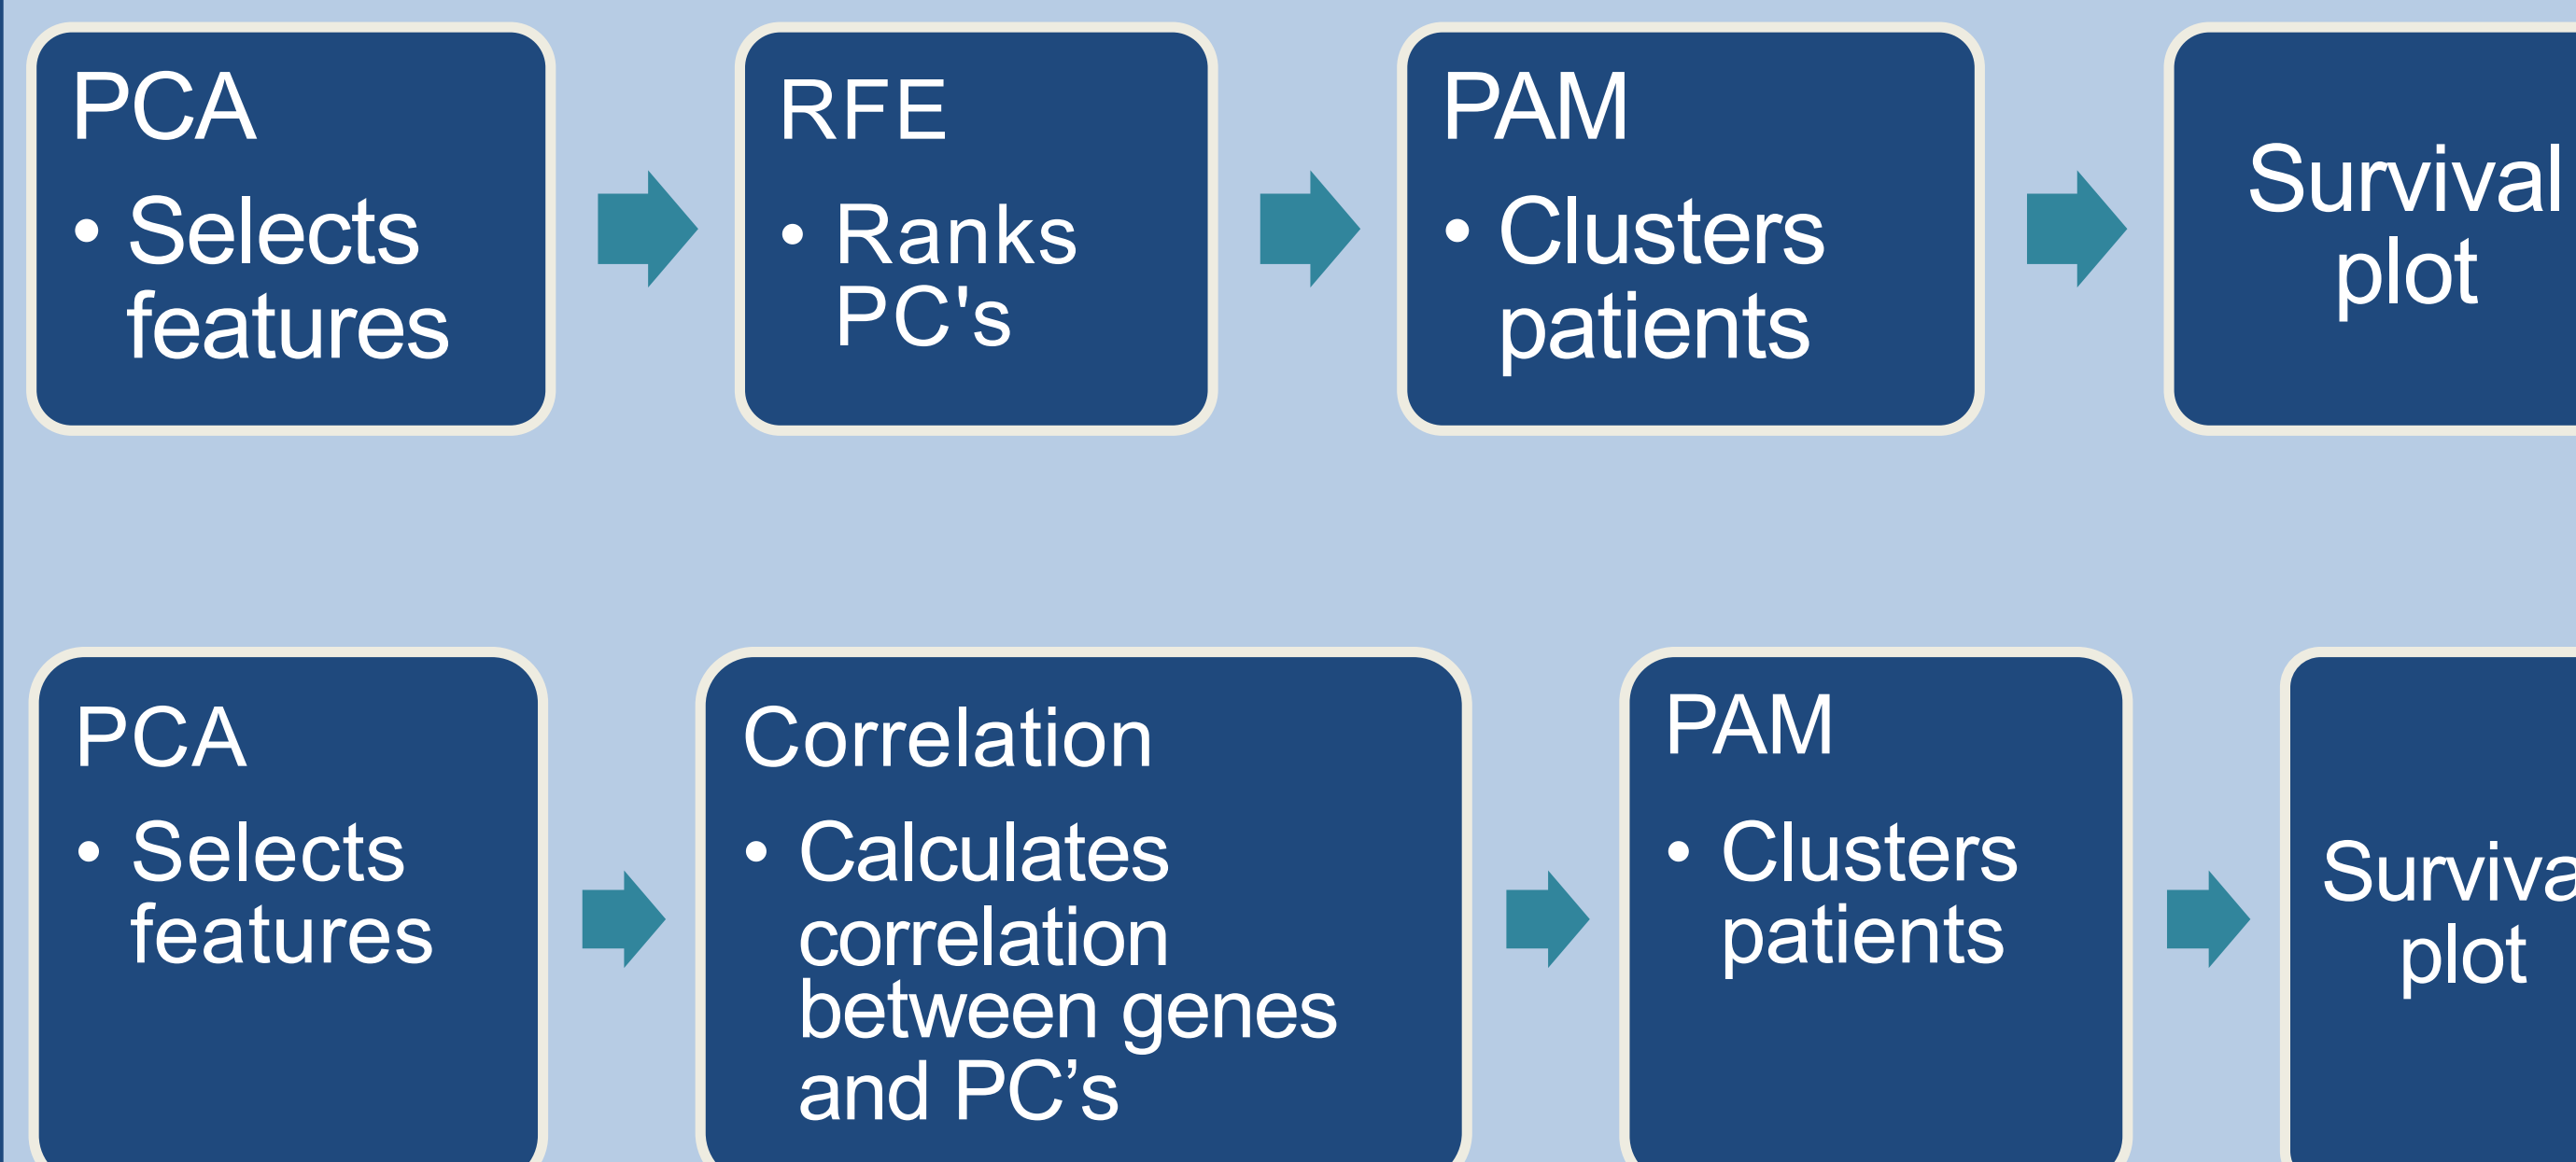 PCA
• Selects
features
RFE
• Ranks
PC's
PAM
• Clusters
patients
Survival
plot
PCA
• Selects
features
Correlation
• Calculates
correlation
between genes
and PC’s
PAM
• Clusters
patients
plot